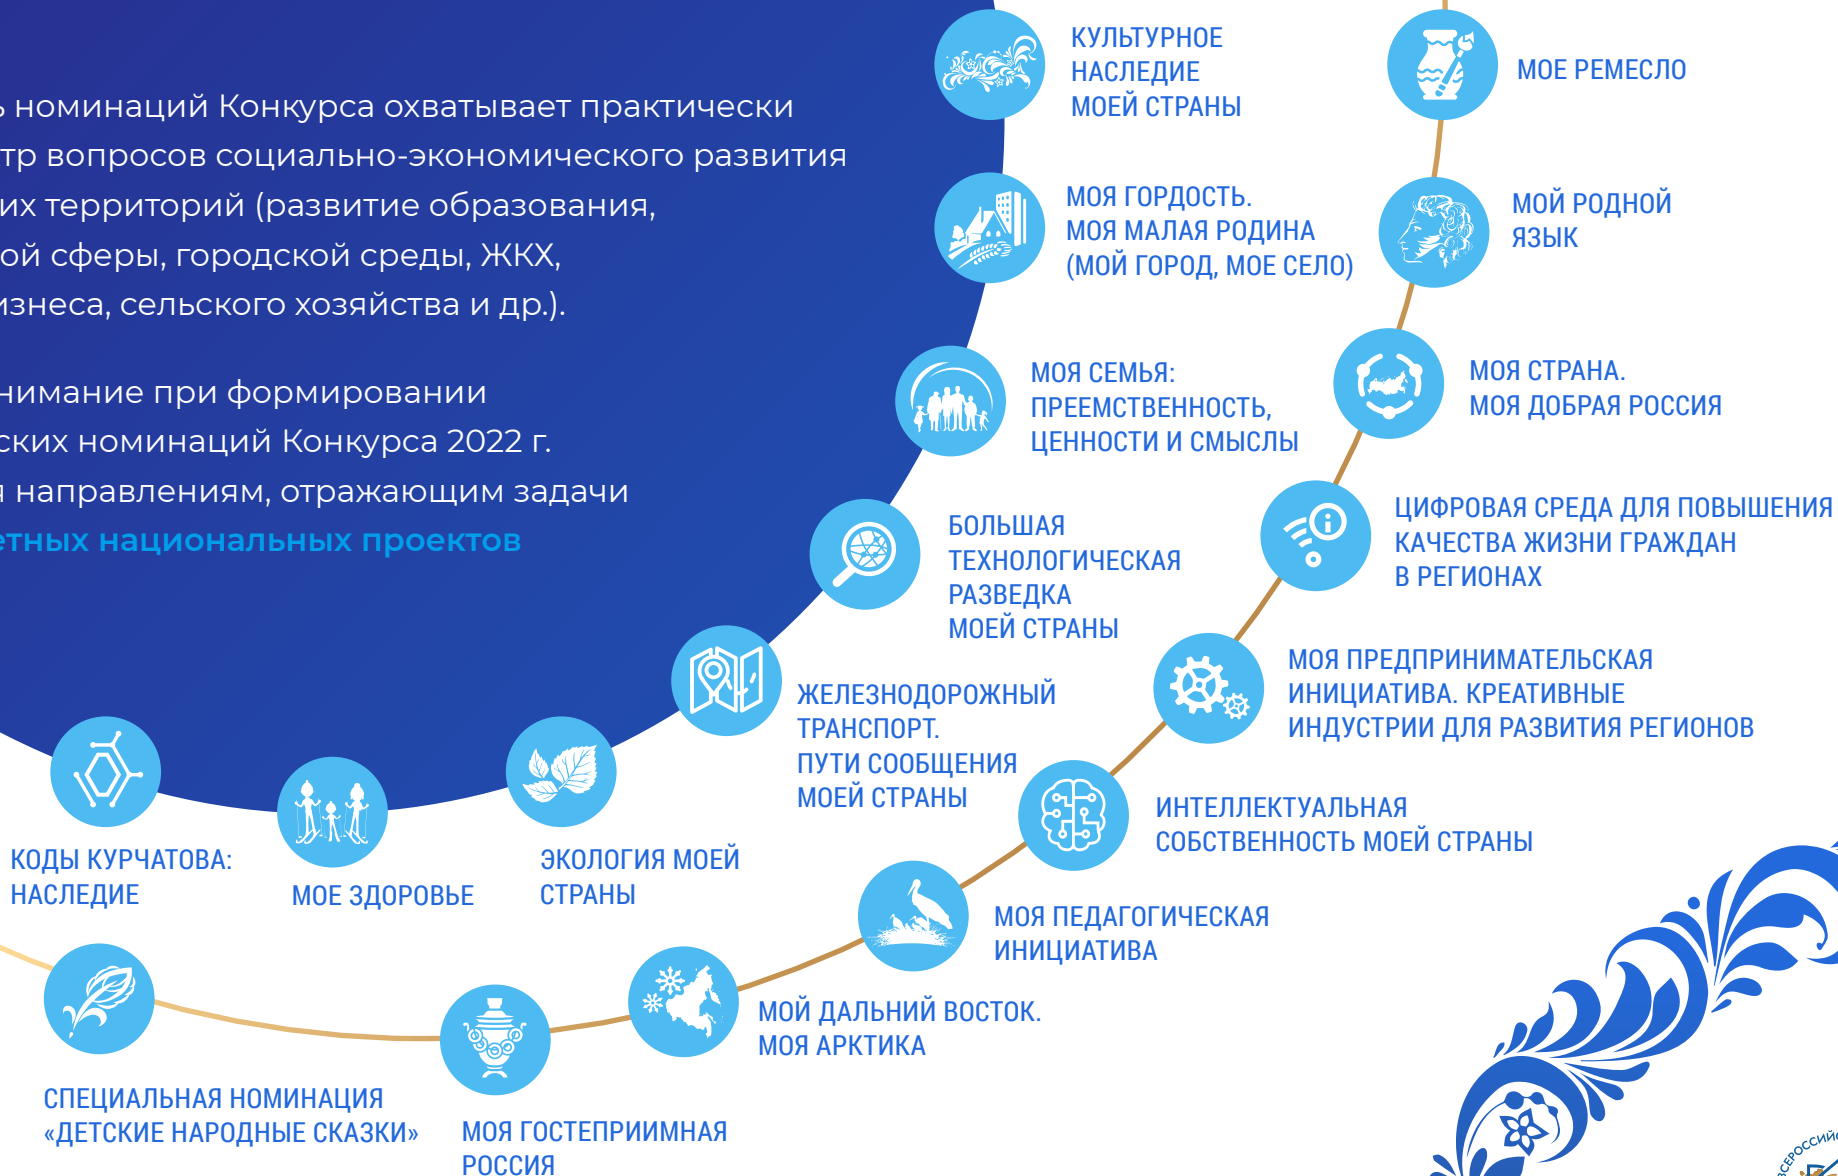 ь номинаций Конкурса охватывает практически
тр вопросов социально-экономического развития
их территорий (развитие образования,
ой сферы, городской среды, ЖКХ,
изнеса, сельского хозяйства и др.).
нимание при формировании
ских номинаций Конкурса 2022 г.
я направлениям, отражающим задачи
етных национальных проектов
КУЛЬТУРНОЕ
НАСЛЕДИЕ
МОЕЙ СТРАНЫ
МОЕ РЕМЕСЛО
МОЯ ГОРДОСТЬ.
МОЯ МАЛАЯ РОДИНА
(МОЙ ГОРОД, МОЕ СЕЛО)
МОЙ РОДНОЙ
ЯЗЫК
МОЯ СЕМЬЯ:
ПРЕЕМСТВЕННОСТЬ,
ЦЕННОСТИ И СМЫСЛЫ
МОЯ СТРАНА.
МОЯ ДОБРАЯ РОССИЯ
БОЛЬШАЯ
ТЕХНОЛОГИЧЕСКАЯ
РАЗВЕДКА
МОЕЙ СТРАНЫ
ЦИФРОВАЯ СРЕДА ДЛЯ ПОВЫШЕНИЯ
КАЧЕСТВА ЖИЗНИ ГРАЖДАН
В РЕГИОНАХ
ЖЕЛЕЗНОДОРОЖНЫЙ
ТРАНСПОРТ.
ПУТИ СООБЩЕНИЯ
МОЕЙ СТРАНЫ
МОЯ ПРЕДПРИНИМАТЕЛЬСКАЯ
ИНИЦИАТИВА. КРЕАТИВНЫЕ
ИНДУСТРИИ ДЛЯ РАЗВИТИЯ РЕГИОНОВ
КОДЫ КУРЧАТОВА:
НАСЛЕДИЕ
МОЕ ЗДОРОВЬЕ
ЭКОЛОГИЯ МОЕЙ
СТРАНЫ
ИНТЕЛЛЕКТУАЛЬНАЯ
СОБСТВЕННОСТЬ МОЕЙ СТРАНЫ
МОЯ ПЕДАГОГИЧЕСКАЯ
ИНИЦИАТИВА
МОЙ ДАЛЬНИЙ ВОСТОК.
МОЯ АРКТИКА
СПЕЦИАЛЬНАЯ НОМИНАЦИЯ
«ДЕТСКИЕ НАРОДНЫЕ СКАЗКИ»
МОЯ ГОСТЕПРИИМНАЯ
РОССИЯ